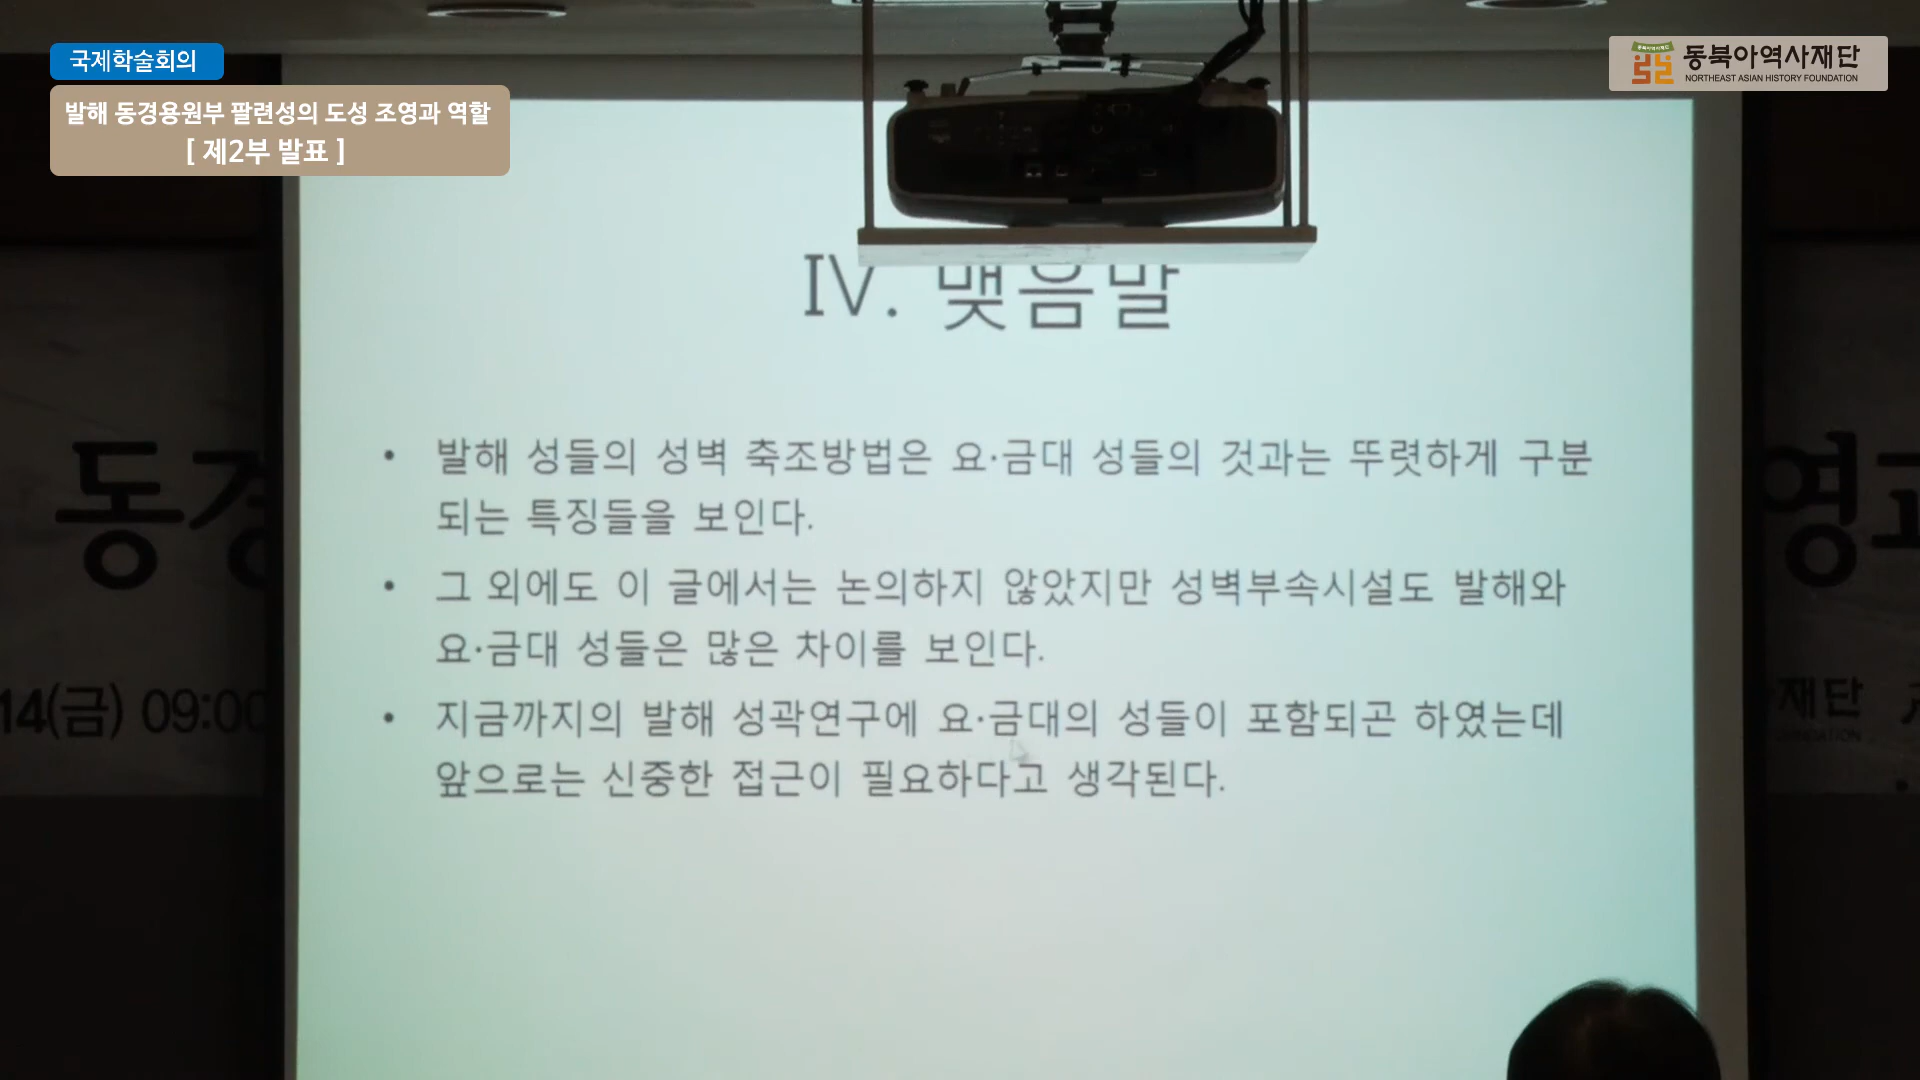 국제학술회의
발해 동경용원부 팔련성의 도성 조영과 역할
[ 제2부 발표 ]
동북아역사재단
NORTHEAST ASIAN HISTORY FOUNDATION
IV. 맺음말
• 발해 성들의 성벽 축조방법은 요·금대 성들의 것과는 뚜렷하게 구분
되는 특징들을 보인다.
• 그 외에도 이 글에서는 논의하지 않았지만 성벽부속시설도 발해와
요·금대 성들은 많은 차이를 보인다.
• 지금까지의 발해 성곽연구에 요·금대의 성들이 포함되곤 하였는데
앞으로는 신중한 접근이 필요하다고 생각된다.
동경
영과
14(금) 09:00
재단